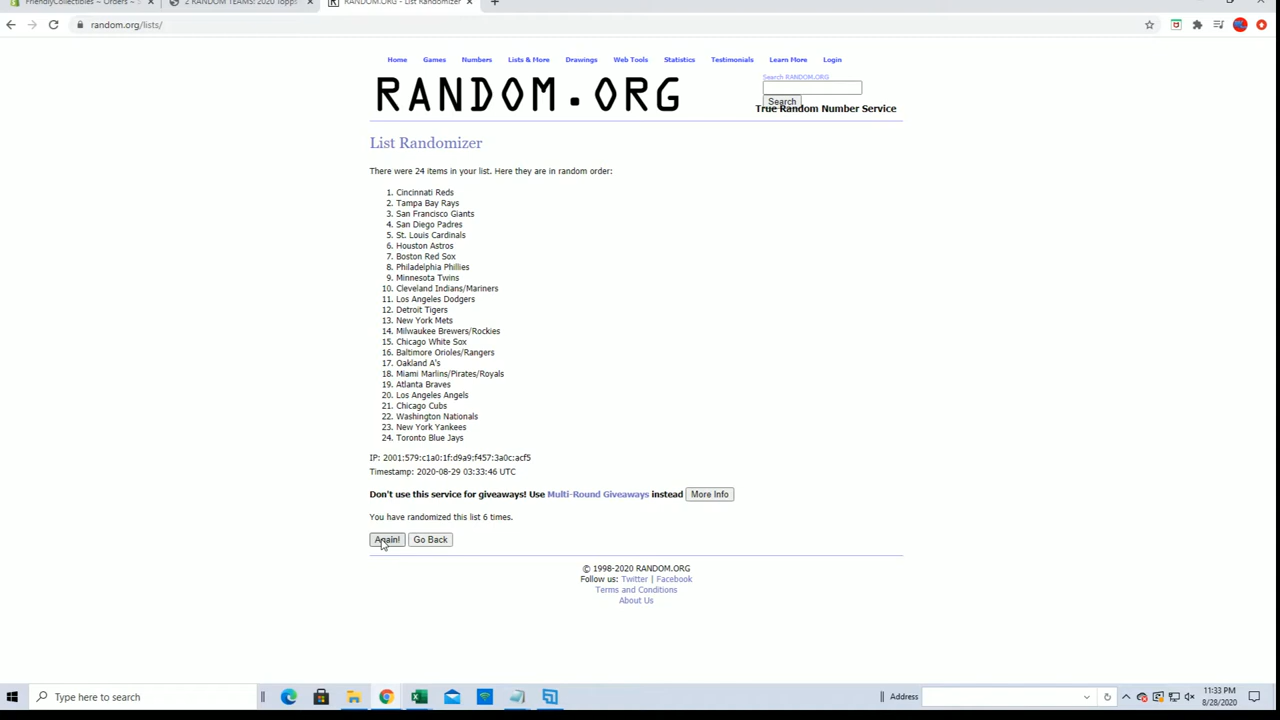 FriendlyCollectibles – Orders –
2 RANDOM TEAMS: 2020 Topps
RANDOM.ORG - List Randomizer
random.org/lists/
Home Games Numbers Lists & More Drawings Web Tools Statistics Testimonials Learn More Login
Search RANDOM.ORG
RANDOM.ORG
Search
True Random Number Service
List Randomizer
There were 24 items in your list. Here they are in random order:
1. Cincinnati Reds
2. Tampa Bay Rays
3. San Francisco Giants
4. San Diego Padres
5. St. Louis Cardinals
6. Houston Astros
7. Boston Red Sox
8. Philadelphia Phillies
9. Minnesota Twins
10. Cleveland Indians/Mariners
11. Los Angeles Dodgers
12. Detroit Tigers
13. New York Mets
14. Milwaukee Brewers/Rockies
15. Chicago White Sox
16. Baltimore Orioles/Rangers
17. Oakland A's
18. Miami Marlins/Pirates/Royals
19. Atlanta Braves
20. Los Angeles Angels
21. Chicago Cubs
22. Washington Nationals
23. New York Yankees
24. Toronto Blue Jays
IP: 2001:579:c1a0:1f:d9a9:f457:3a0c:acf5
Timestamp: 2020-08-29 03:33:46 UTC
Don't use this service for giveaways! Use Multi-Round Giveaways instead More Info
You have randomized this list 6 times.
Again! Go Back
© 1998-2020 RANDOM.ORG
Follow us: Twitter | Facebook
Terms and Conditions
About Us
Type here to search
Address
11:33 PM
8/28/2020